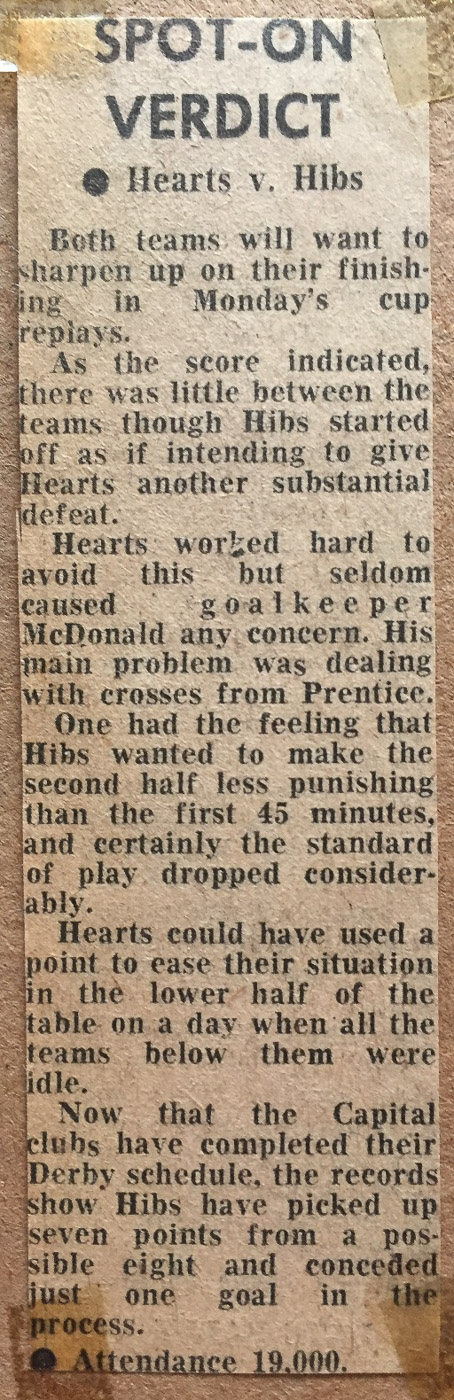 SPOT-ON
VERDICT
● Hearts v. Hibs
Both teams will want to
sharpen up on their finish-
ing in Monday's cup
replays.
As the score indicated,
there was little between the
teams though Hibs started
off as if intending to give
Hearts another substantial
defeat.
Hearts worked hard to
avoid this but seldom
caused goalkeeper
McDonald any concern. His
main problem was dealing
with crosses from Prentice.
One had the feeling that
Hibs wanted to make the
second half less punishing
than the first 45 minutes,
and certainly the standard
of play dropped consider-
ably.
Hearts could have used a
point to ease their situation
in the lower half of the
table on a day when all the
teams below them were
idle.
Now that the Capital
clubs have completed their
Derby schedule, the records
show Hibs have picked up
seven points from a pos-
sible eight and conceded
just one goal in the
process.
● Attendance 19,000.